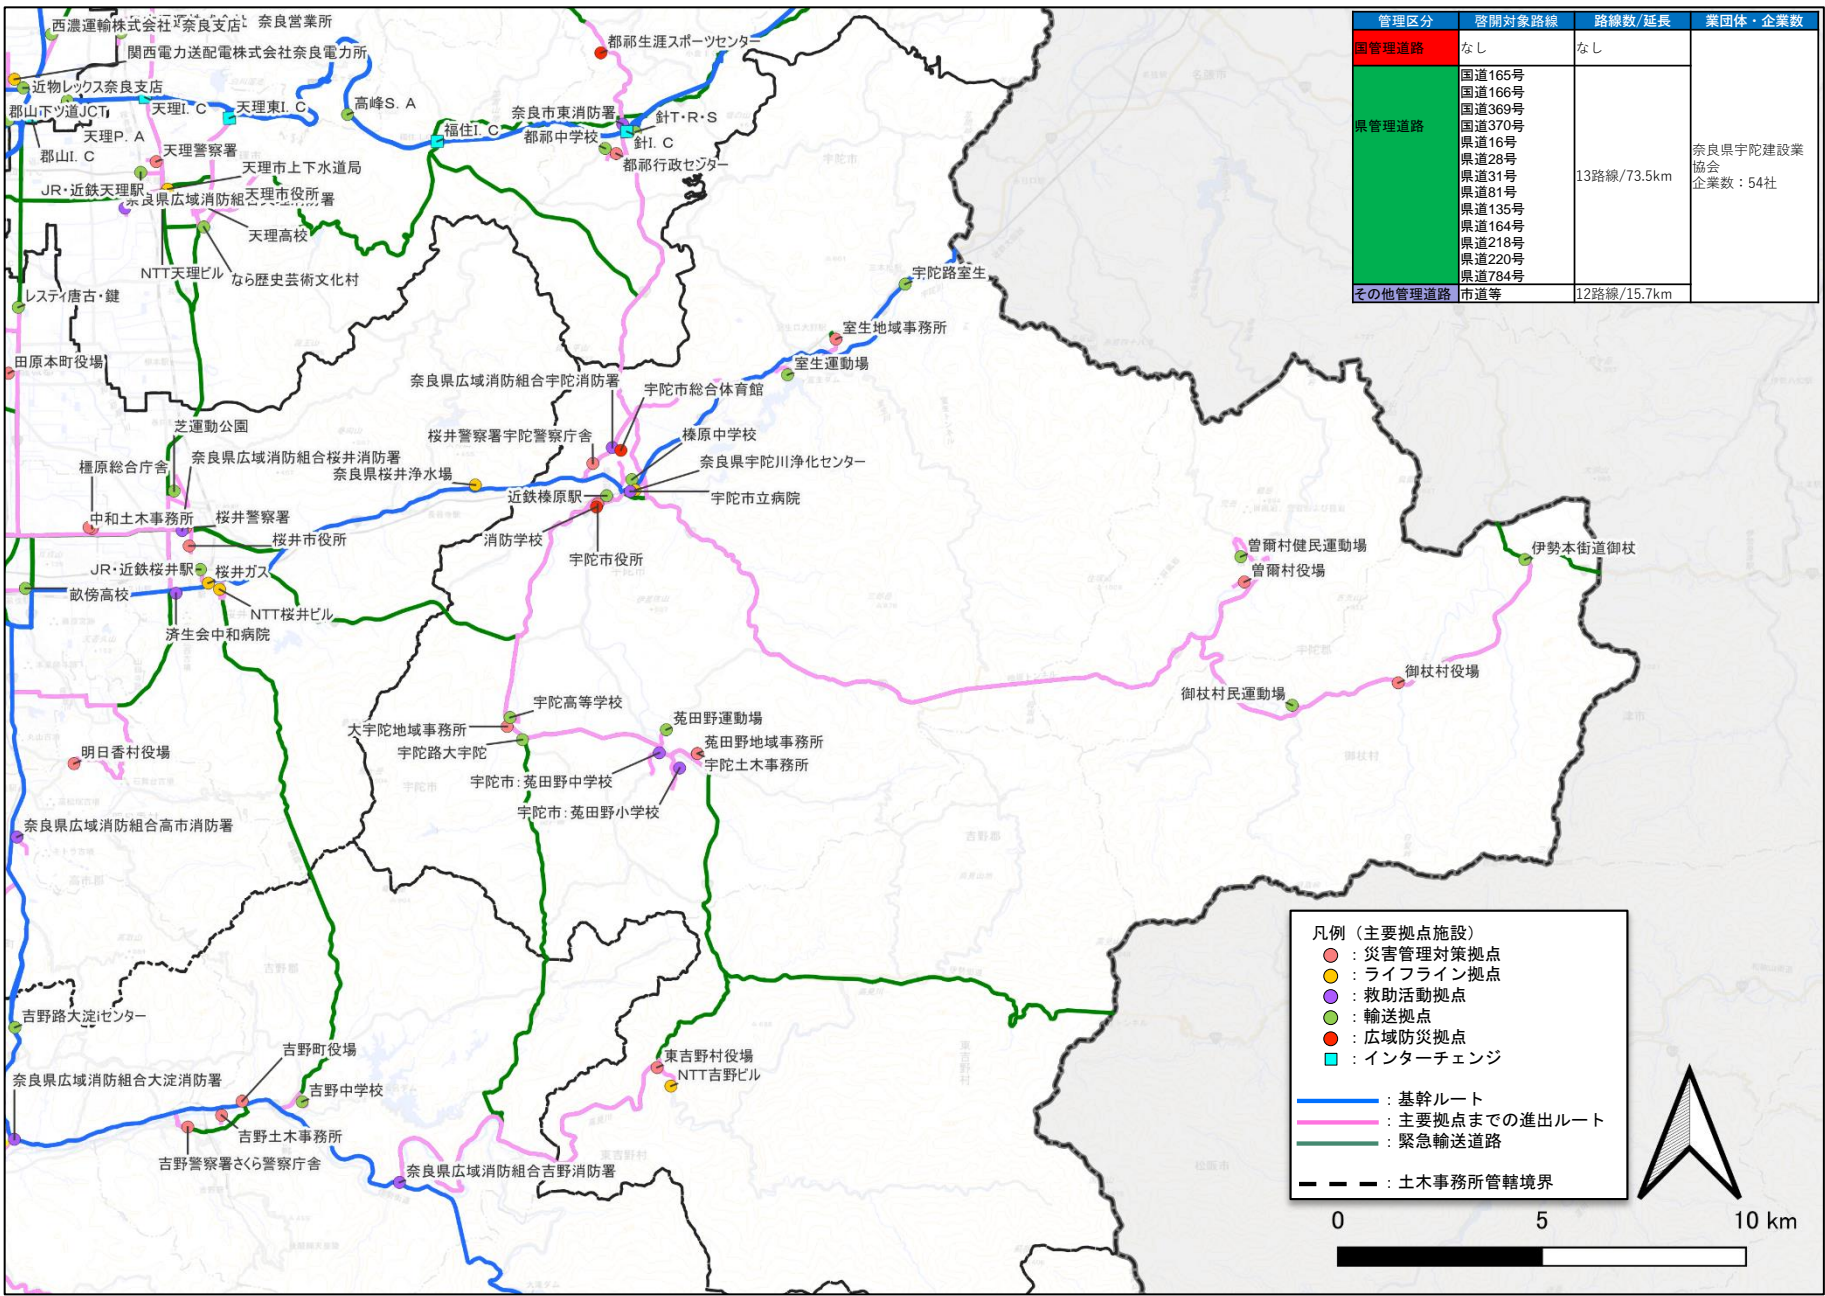 西濃運輸株式会社 奈良支店
奈良営業所
関西電力送配電株式会社奈良電力所
近物レックス奈良支店
郡山下ツ道JCT
天理I. C
天理東I. C
高峰S. A
天理P. A
郡山I. C
天理警察署
福住I. C
都祁生涯スポーツセンター
奈良市東消防署
針T・R・S
都祁中学校
針I. C
都祁行政センター
天理市上下水道局
JR・近鉄天理駅
天理市役所
天理高校
NTT天理ビル
なら歴史芸術文化村
レスティ唐古・鍵
田原本町役場
宇陀路室生
室生地域事務所
室生運動場
奈良県広域消防組合宇陀消防署
宇陀市総合体育館
芝運動公園
桜井警察署宇陀警察庁舎
榛原中学校
橿原総合庁舎
奈良県広域消防組合桜井消防署
奈良県桜井浄水場
奈良県宇陀川浄化センター
近鉄榛原駅
宇陀市立病院
中和土木事務所
桜井警察署
桜井市役所
消防学校
宇陀市役所
JR・近鉄桜井駅
桜井ガス
畝傍高校
NTT桜井ビル
済生会中和病院
曽爾村健民運動場
曽爾村役場
伊勢本街道御杖
御杖村役場
御杖村民運動場
宇陀高等学校
大宇陀地域事務所
宇陀路大宇陀
菟田野運動場
菟田野地域事務所
宇陀土木事務所
宇陀市:菟田野中学校
宇陀市:菟田野小学校
明日香村役場
奈良県広域消防組合高市消防署
吉野路大淀iセンター
吉野町役場
奈良県広域消防組合大淀消防署
吉野中学校
吉野土木事務所
吉野警察署さくら警察庁舎
東吉野村役場
NTT吉野ビル
奈良県広域消防組合吉野消防署
管理区分 啓開対象路線 路線数/延長 業団体・企業数
国管理道路 なし なし
県管理道路
国道165号
国道166号
国道369号
国道370号
県道16号
県道28号
県道31号
県道81号
県道135号
県道164号
県道218号
県道220号
県道784号
13路線/73.5km
奈良県宇陀建設業
協会
企業数：54社
その他管理道路 市道等 12路線/15.7km
凡例（主要拠点施設）
：災害管理対策拠点
：ライフライン拠点
：救助活動拠点
：輸送拠点
：広域防災拠点
：インターチェンジ
：基幹ルート
：主要拠点までの進出ルート
：緊急輸送道路
：土木事務所管轄境界
0 5 10 km